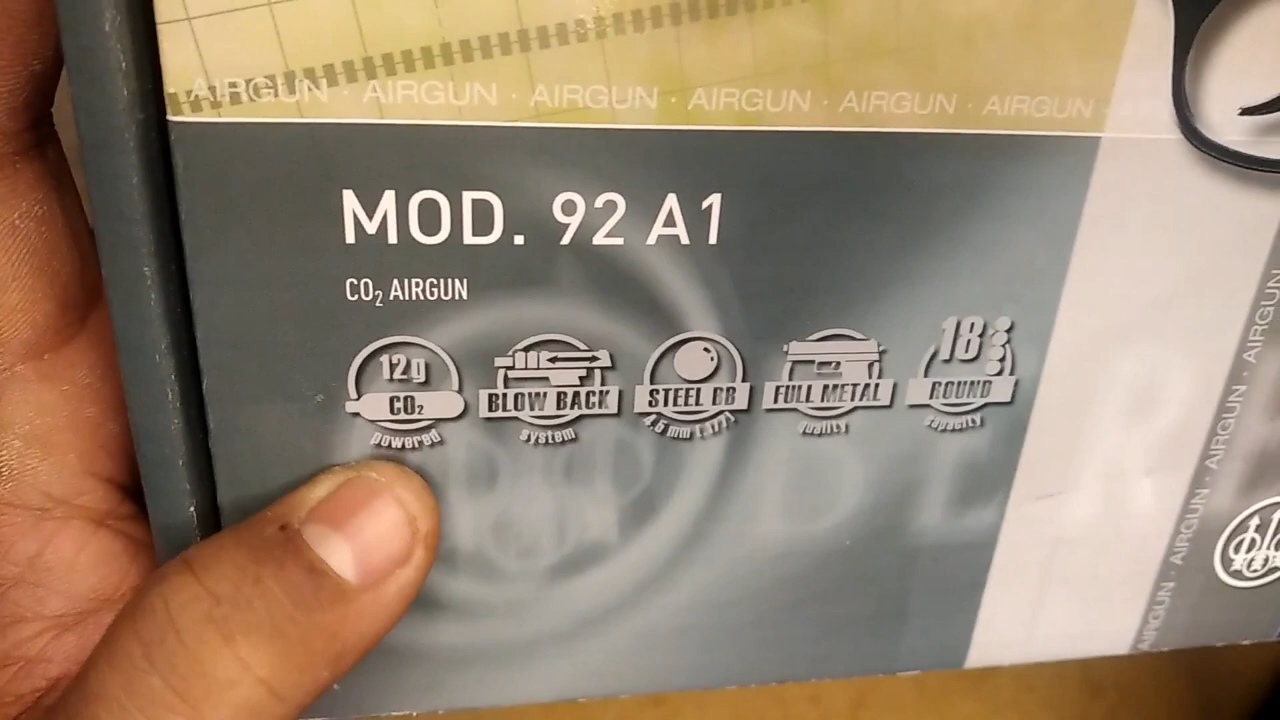 · AIRGUN · AIRGUN · AIRGUN · AIRGUN · AIRGUN · AIRGUN
MOD. 92 A1
CO₂ AIRGUN
12g CO₂ powered
BLOW BACK system
STEEL BB 4.5 mm (.177)
FULL METAL quality
18 ROUND capacity
AIRGUN · AIRGUN · AIRGUN · AIRGUN